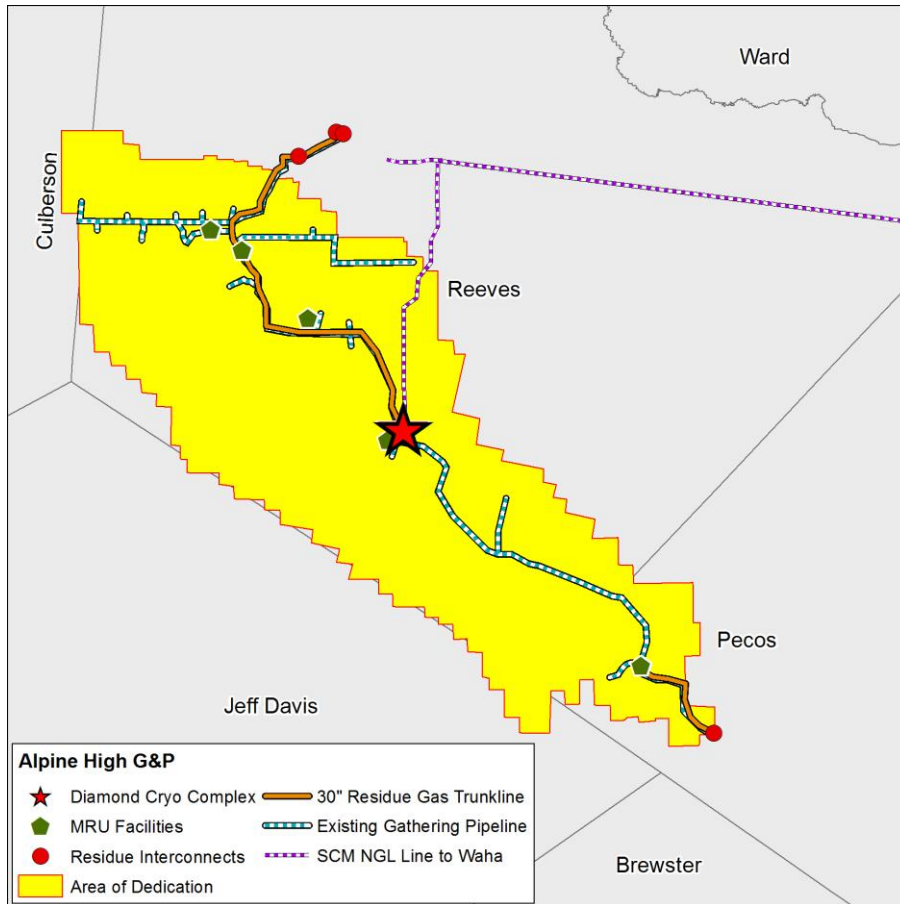 Ward
Culberson
Reeves
Pecos
Jeff Davis
Brewster
Alpine High G&P
Diamond Cryo Complex
30" Residue Gas Trunkline
MRU Facilities
Existing Gathering Pipeline
Residue Interconnects
SCM NGL Line to Waha
Area of Dedication